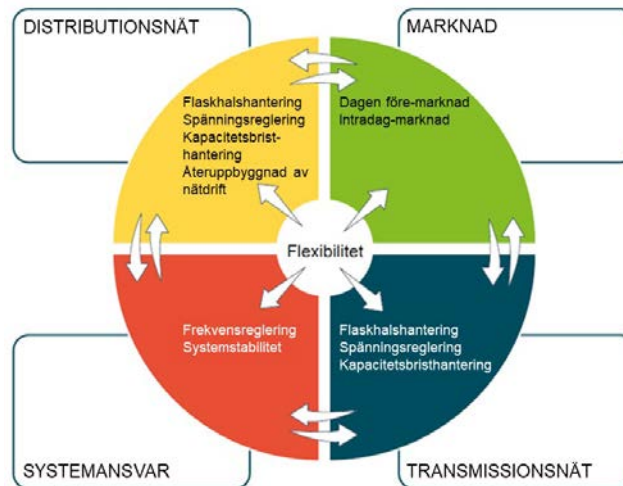 DISTRIBUTIONSNÄT
MARKNAD
Flaskhalshantering
Spänningsreglering
Kapacitetsbrist-
hantering
Återuppbyggnad av
nätdrift
Dagen före-marknad
Intradag-marknad
Flexibilitet
Frekvensreglering
Systemstabilitet
Flaskhalshantering
Spänningsreglering
Kapacitetsbristhantering
SYSTEMANSVAR
TRANSMISSIONSNÄT